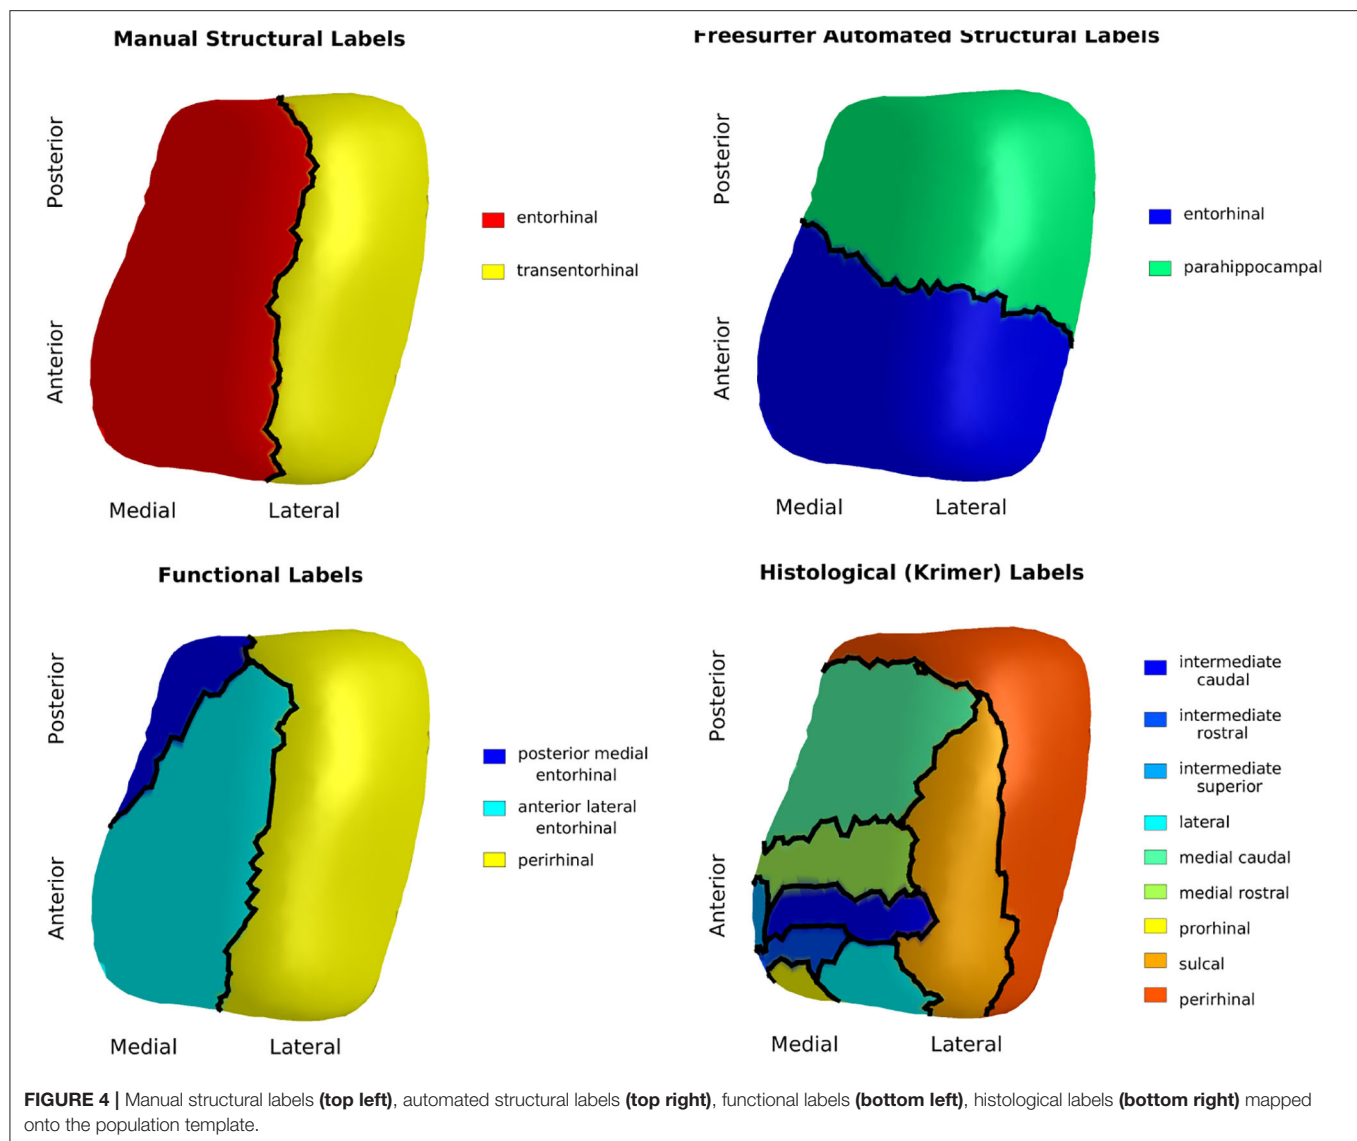 Manual Structural Labels
Posterior
Anterior
Medial
Lateral
entorhinal
transentorhinal
Freesurfer Automated Structural Labels
Posterior
Anterior
Medial
Lateral
entorhinal
parahippocampal
Functional Labels
Posterior
Anterior
Medial
Lateral
posterior medial
entorhinal
anterior lateral
entorhinal
perirhinal
Histological (Krimer) Labels
Posterior
Anterior
Medial
Lateral
intermediate
caudal
intermediate
rostral
intermediate
superior
lateral
medial caudal
medial rostral
prorhinal
sulcal
perirhinal
FIGURE 4 | Manual structural labels (top left), automated structural labels (top right), functional labels (bottom left), histological labels (bottom right) mapped
onto the population template.